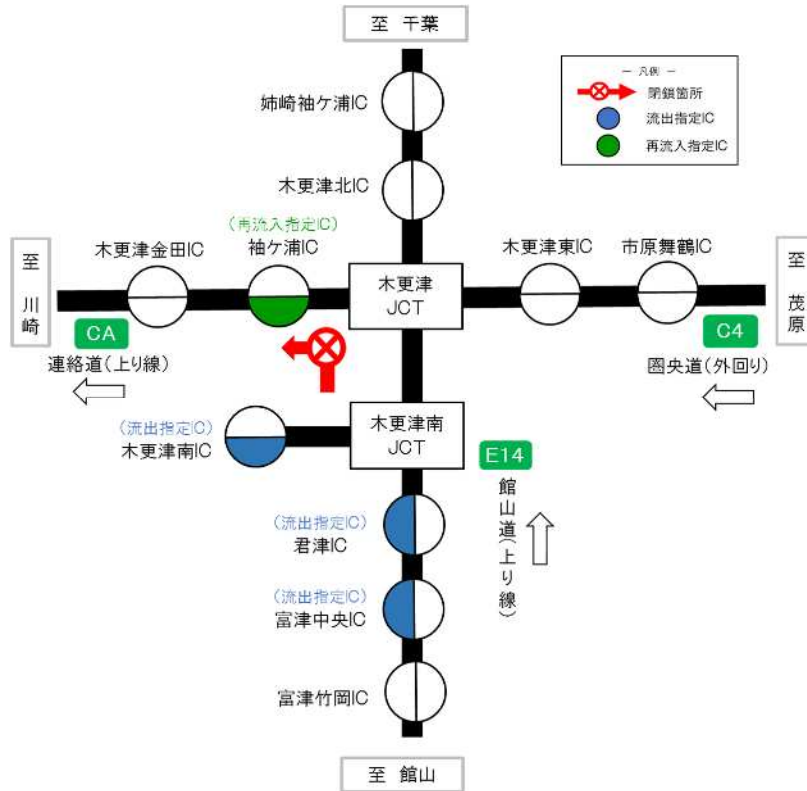 至 千葉
― 凡例 ―
閉鎖箇所
流出指定IC
再流入指定IC
姉崎袖ケ浦IC
木更津北IC
(再流入指定IC)
袖ケ浦IC
木更津金田IC
至 川崎
木更津
JCT
木更津東IC
市原舞鶴IC
至 茂原
CA
連絡道(上り線)
C4
圏央道(外回り)
(流出指定IC)
木更津南IC
木更津南
JCT
E14
館山道(上り線)
(流出指定IC)
君津IC
(流出指定IC)
富津中央IC
富津竹岡IC
至 館山